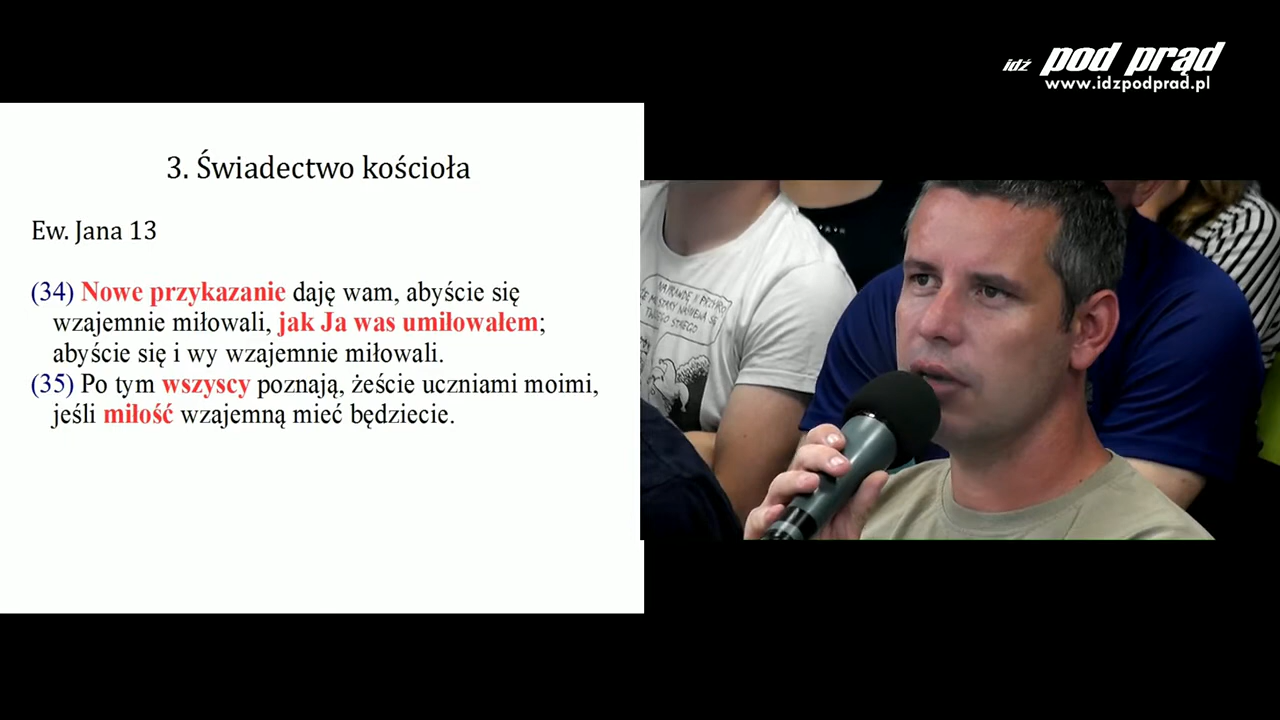 idź pod prąd
www.idzpodprad.pl
3. Świadectwo kościoła
Ew. Jana 13
(34) Nowe przykazanie daję wam, abyście się
wzajemnie miłowali, jak Ja was umiłowałem;
abyście się i wy wzajemnie miłowali.
(35) Po tym wszyscy poznają, żeście uczniami moimi,
jeśli miłość wzajemną mieć będziecie.
NAPRAWDĘ
TWOJEGO